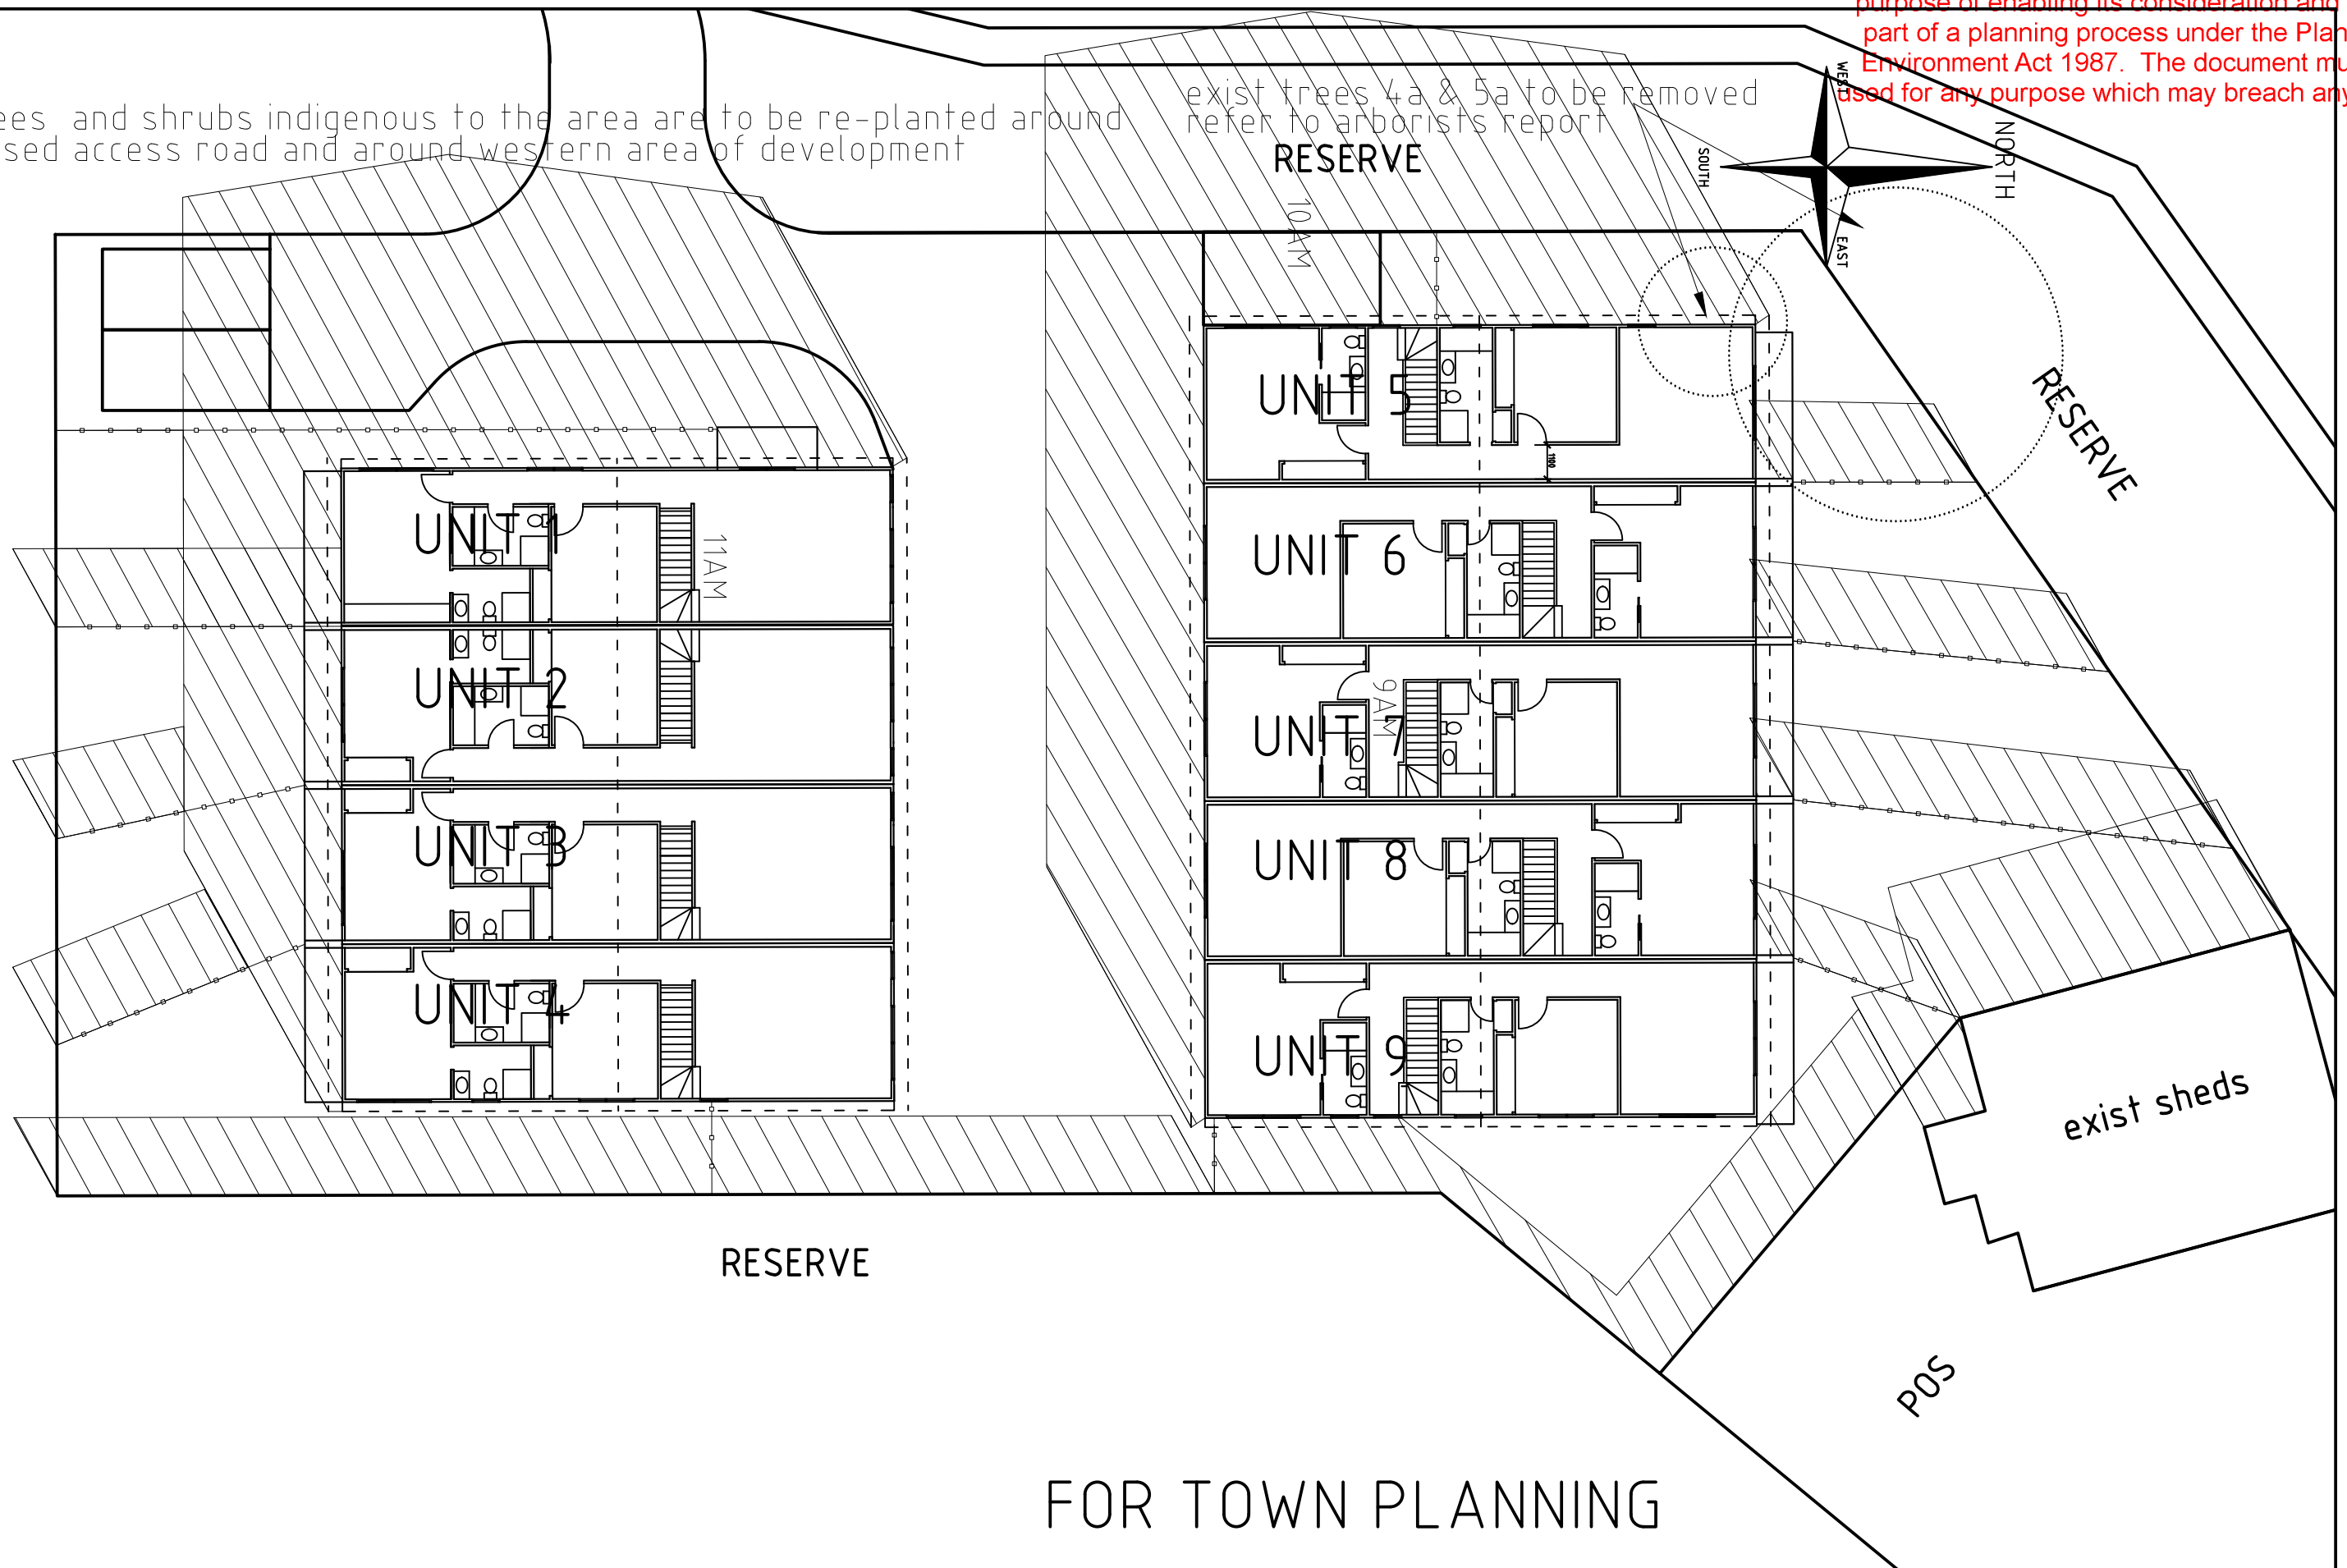 purpose of enabling its consideration and
part of a planning process under the Plan
Environment Act 1987. The document mu
used for any purpose which may breach any
ees and shrubs indigenous to the area are to be re-planted around
sed access road and around western area of development
exist trees 4a & 5a to be removed
refer to arborists report
RESERVE
WEST
NORTH
SOUTH
EAST
10AM
RESERVE
UNIT 5
1100
UNIT 1
11AM
UNIT 6
UNIT 2
9AM
UNIT 7
UNIT 3
UNIT 8
UNIT 4
UNIT 9
exist sheds
RESERVE
POS
FOR TOWN PLANNING